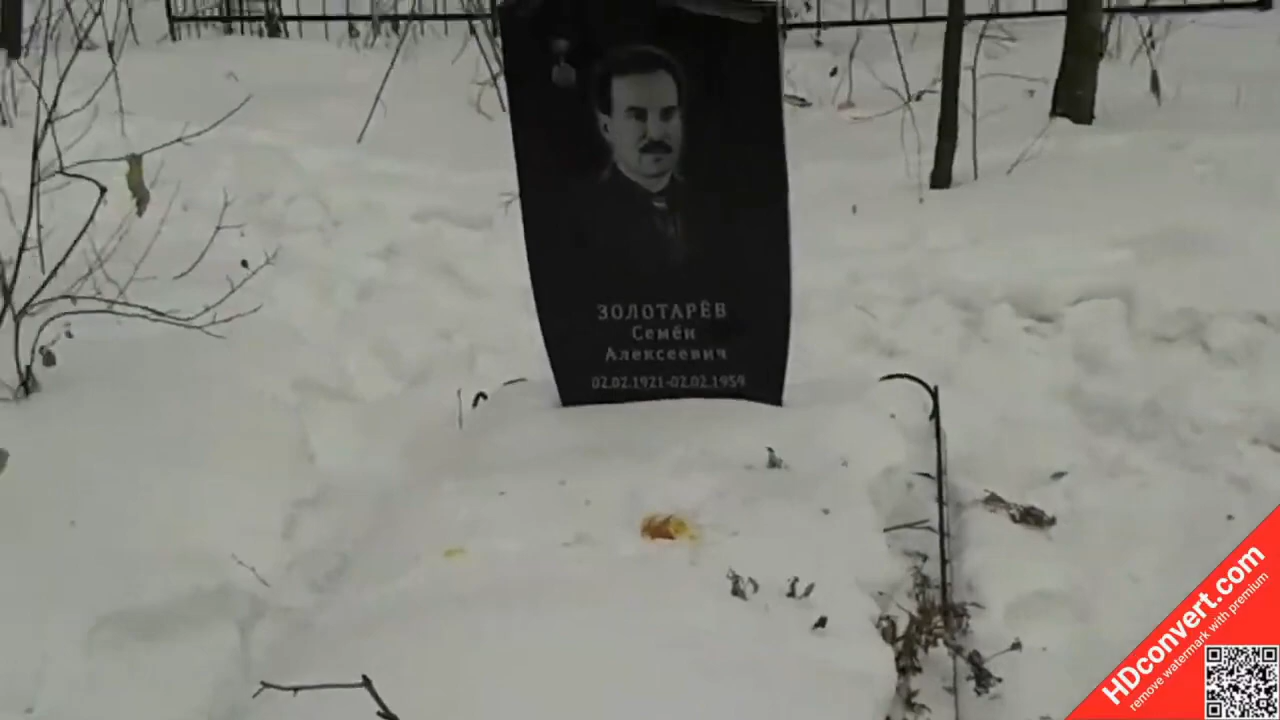 ЗОЛОТАРЁВ
Семён
Алексеевич
02.02.1921-02.02.1959
HDconvert.com
remove watermark with premium